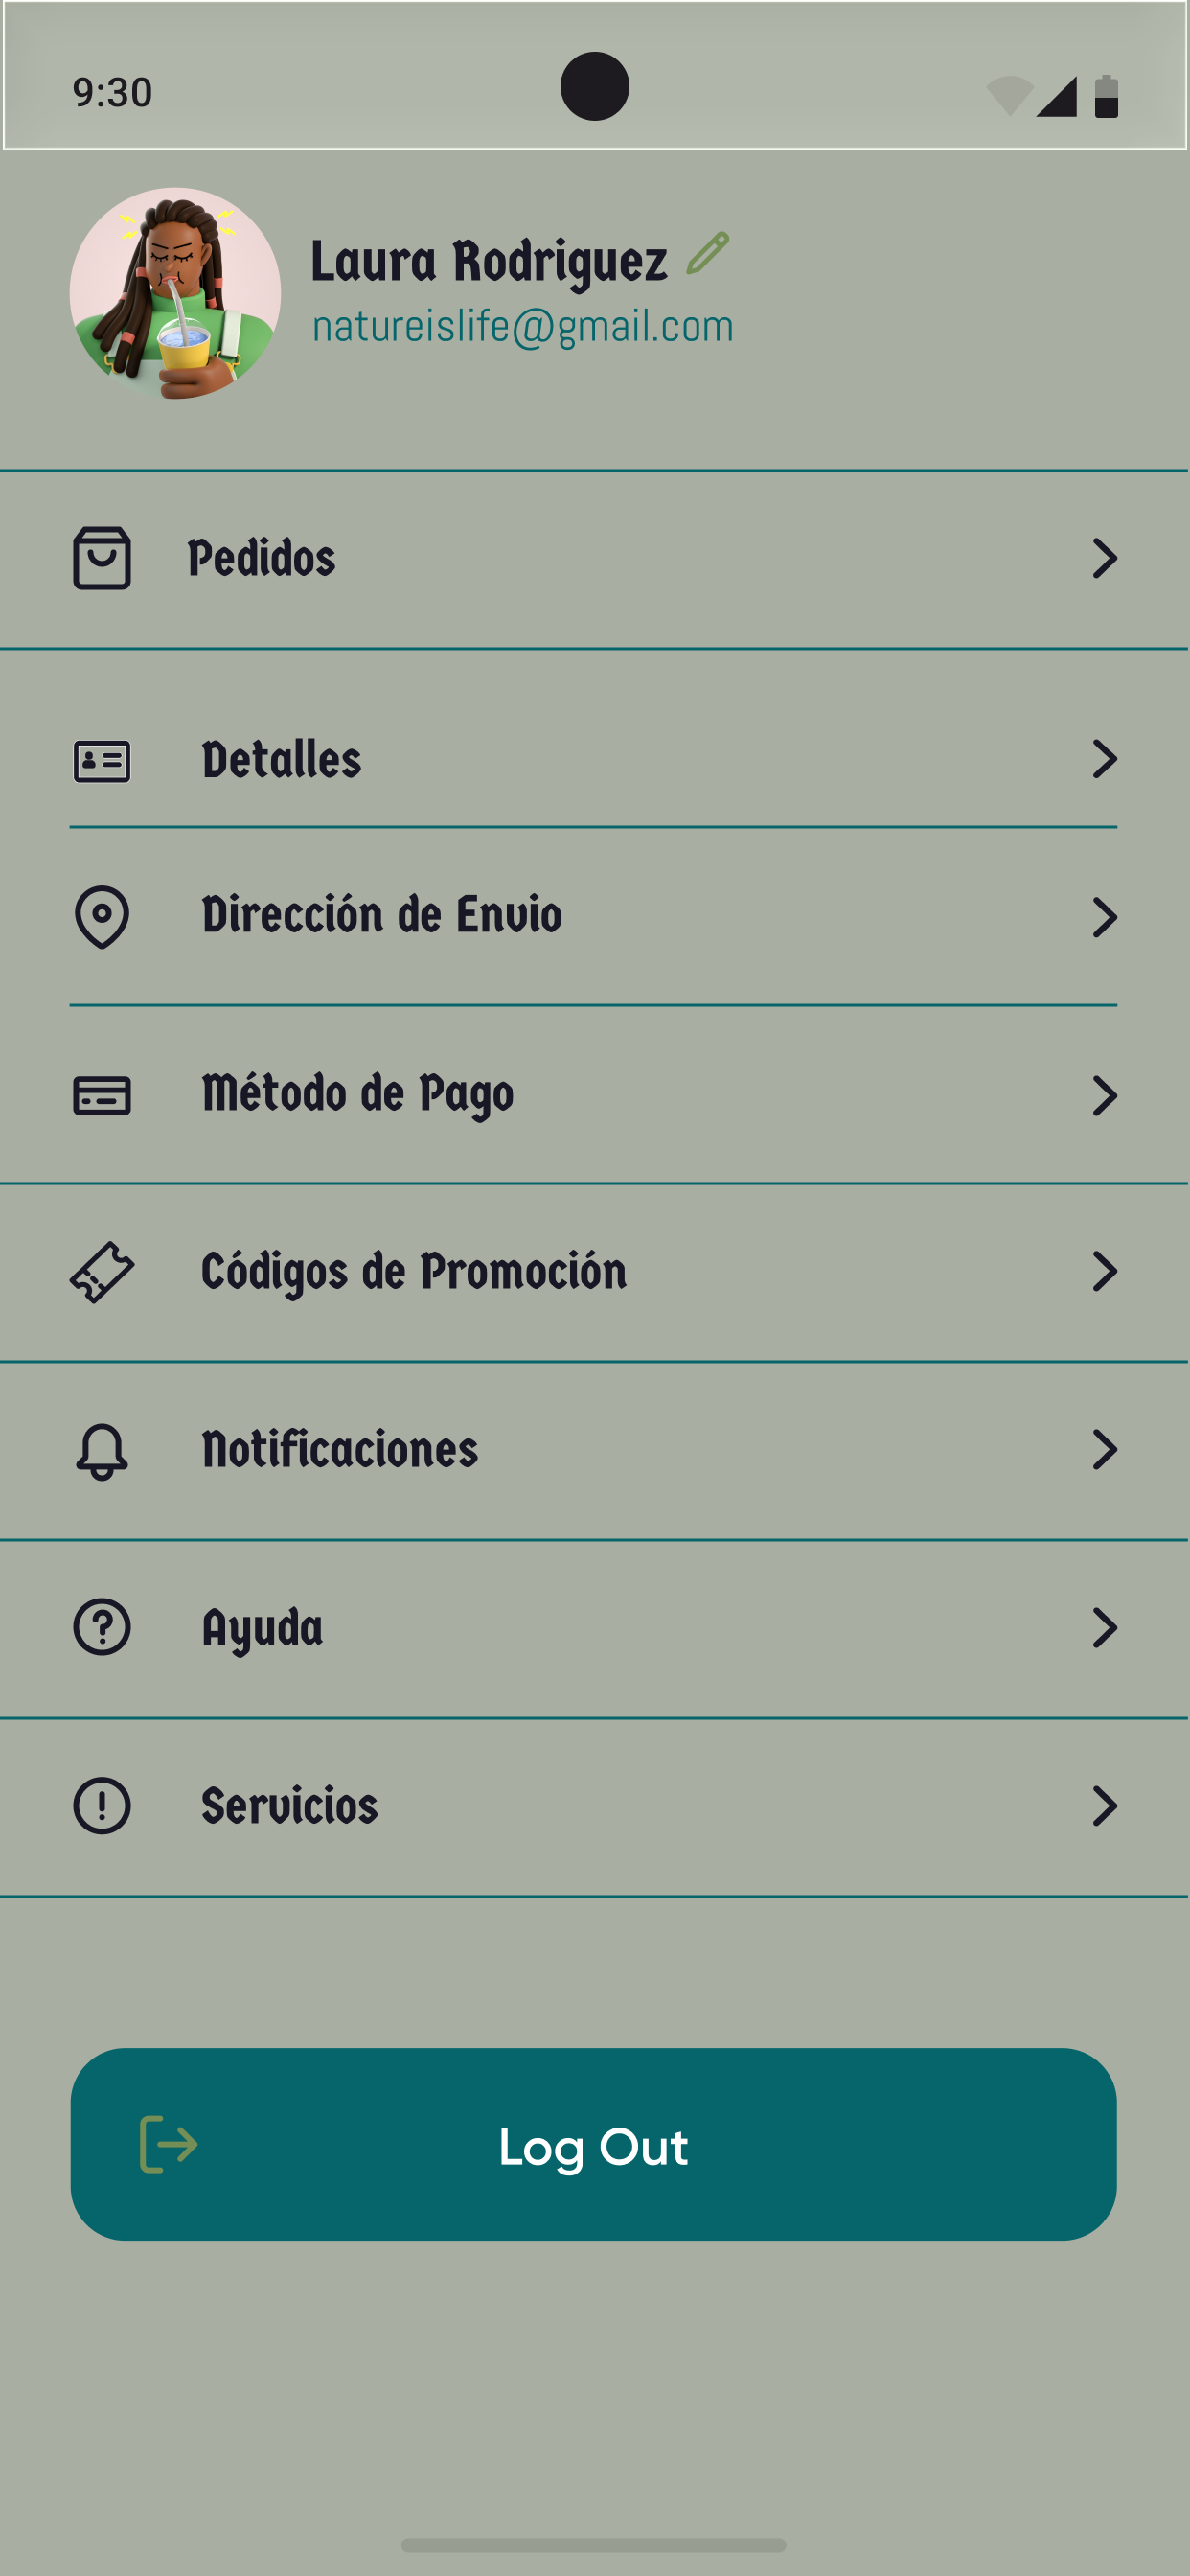 9:30
Laura Rodriguez
natureislife@gmail.com
Pedidos
Detalles
Dirección de Envio
Método de Pago
Códigos de Promoción
Notificaciones
Ayuda
Servicios
Log Out